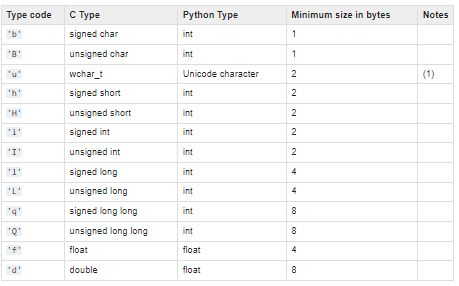 Type code C Type Python Type Minimum size in bytes Notes
'b' signed char int 1
'B' unsigned char int 1
'u' wchar_t Unicode character 2 (1)
'h' signed short int 2
'H' unsigned short int 2
'i' signed int int 2
'I' unsigned int int 2
'l' signed long int 4
'L' unsigned long int 4
'q' signed long long int 8
'Q' unsigned long long int 8
'f' float float 4
'd' double float 8